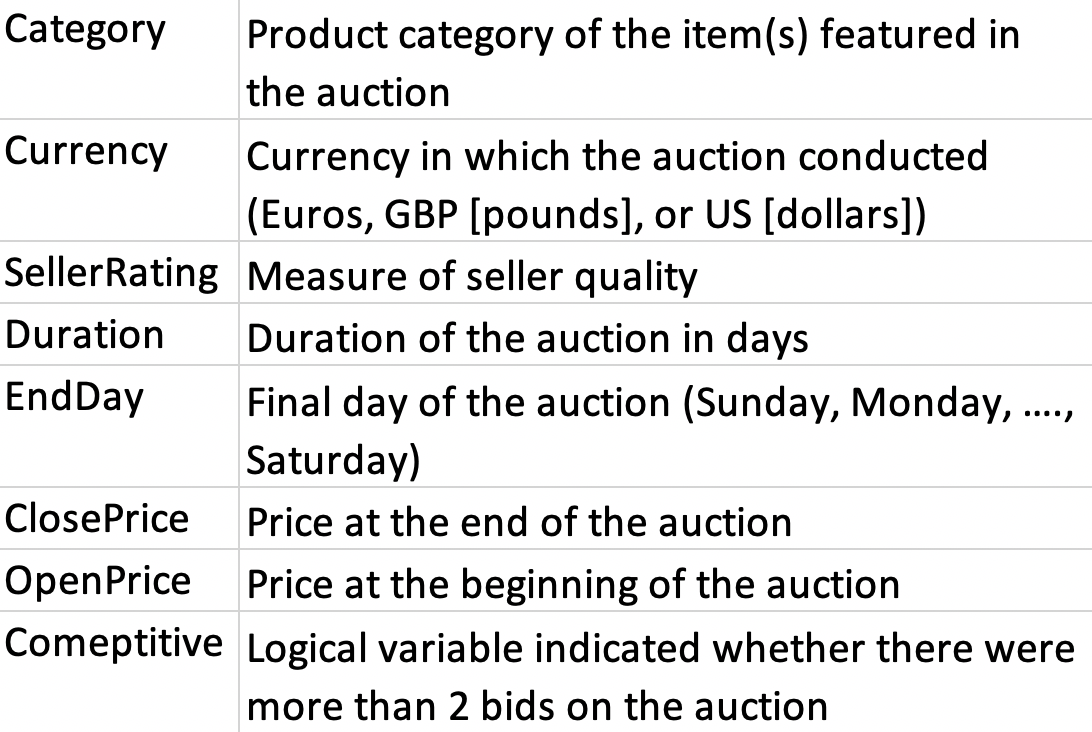 Category
Product category of the item(s) featured in
the auction
Currency
Currency in which the auction conducted
(Euros, GBP [pounds], or US [dollars])
SellerRating
Measure of seller quality
Duration
Duration of the auction in days
EndDay
Final day of the auction (Sunday, Monday, ....,
Saturday)
ClosePrice
Price at the end of the auction
OpenPrice
Price at the beginning of the auction
Comeptitive
Logical variable indicated whether there were
more than 2 bids on the auction